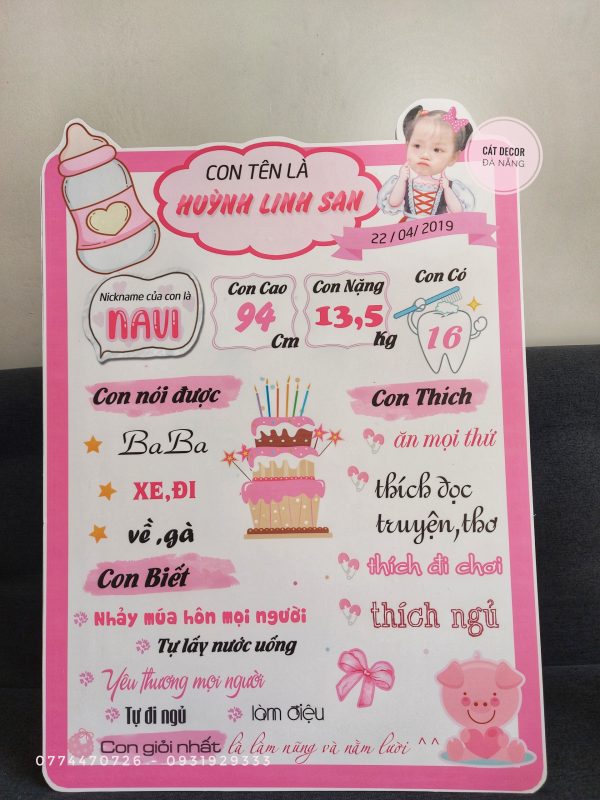 CON TÊN LÀ
HUỲNH LINH SAN
CÁT DECOR
ĐÀ NẴNG
22 / 04/ 2019
Nickname của con là
NAVI
Con Cao
94
Cm
Con Nặng
13,5
Kg
Con Có
16
Con nói được
BaBa
XE,ĐI
về ,gà
Con Thích
ăn mọi thứ
thích đọc
truyện,thơ
thích đi chơi
thích ngủ
Con Biết
Nhảy múa hôn mọi người
Tự lấy nước uống
Yêu thương mọi người
Tự đi ngủ
làm điệu
Con giỏi nhất là làm nũng và nằm lười ^^
0774470726 - 0931929333